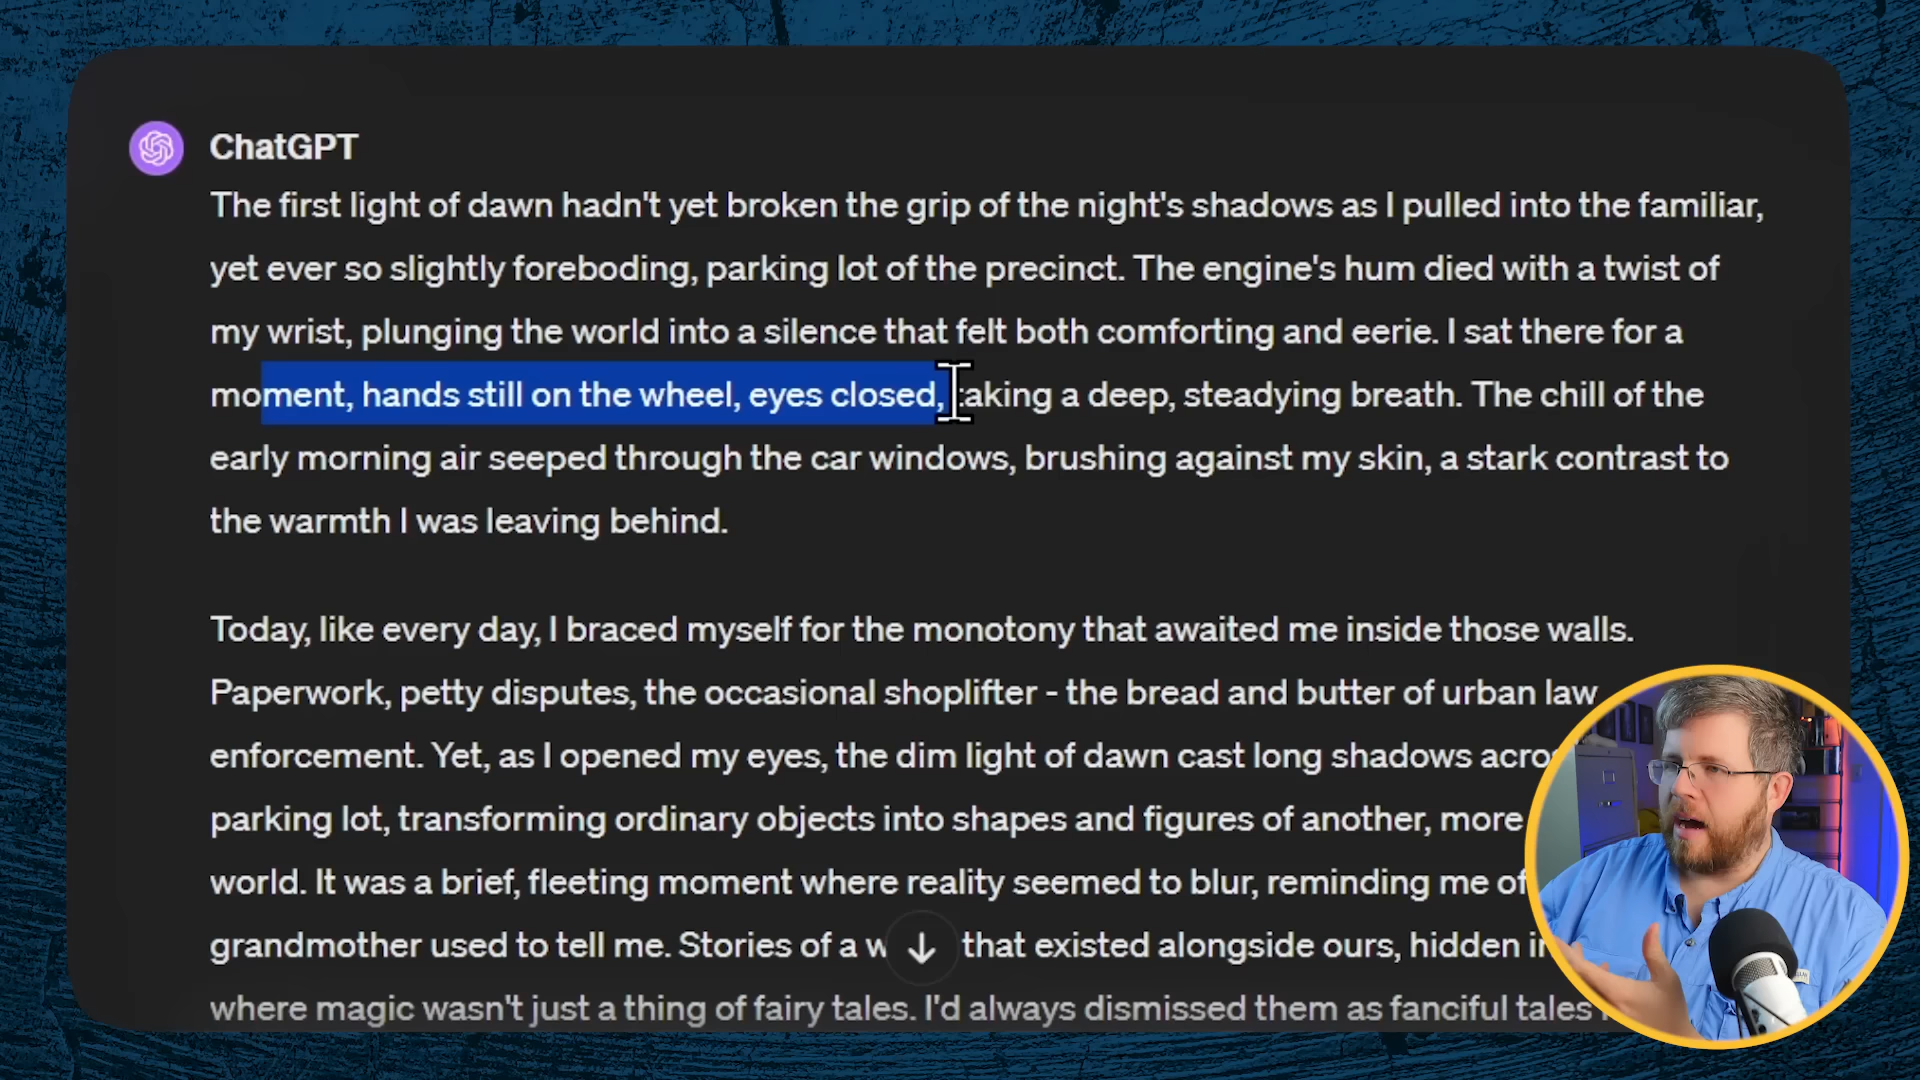 ChatGPT
The first light of dawn hadn't yet broken the grip of the night's shadows as I pulled into the familiar,
yet ever so slightly foreboding, parking lot of the precinct. The engine's hum died with a twist of
my wrist, plunging the world into a silence that felt both comforting and eerie. I sat there for a
moment, hands still on the wheel, eyes closed, taking a deep, steadying breath. The chill of the
early morning air seeped through the car windows, brushing against my skin, a stark contrast to
the warmth I was leaving behind.
Today, like every day, I braced myself for the monotony that awaited me inside those walls.
Paperwork, petty disputes, the occasional shoplifter - the bread and butter of urban law
enforcement. Yet, as I opened my eyes, the dim light of dawn cast long shadows
parking lot, transforming ordinary objects into shapes and figures of another, more
world. It was a brief, fleeting moment where reality seemed to blur, reminding me of
grandmother used to tell me. Stories of a that existed alongside ours, hidden
where magic wasn't just a thing of fairy tales. I'd always dismissed them as fanciful tales